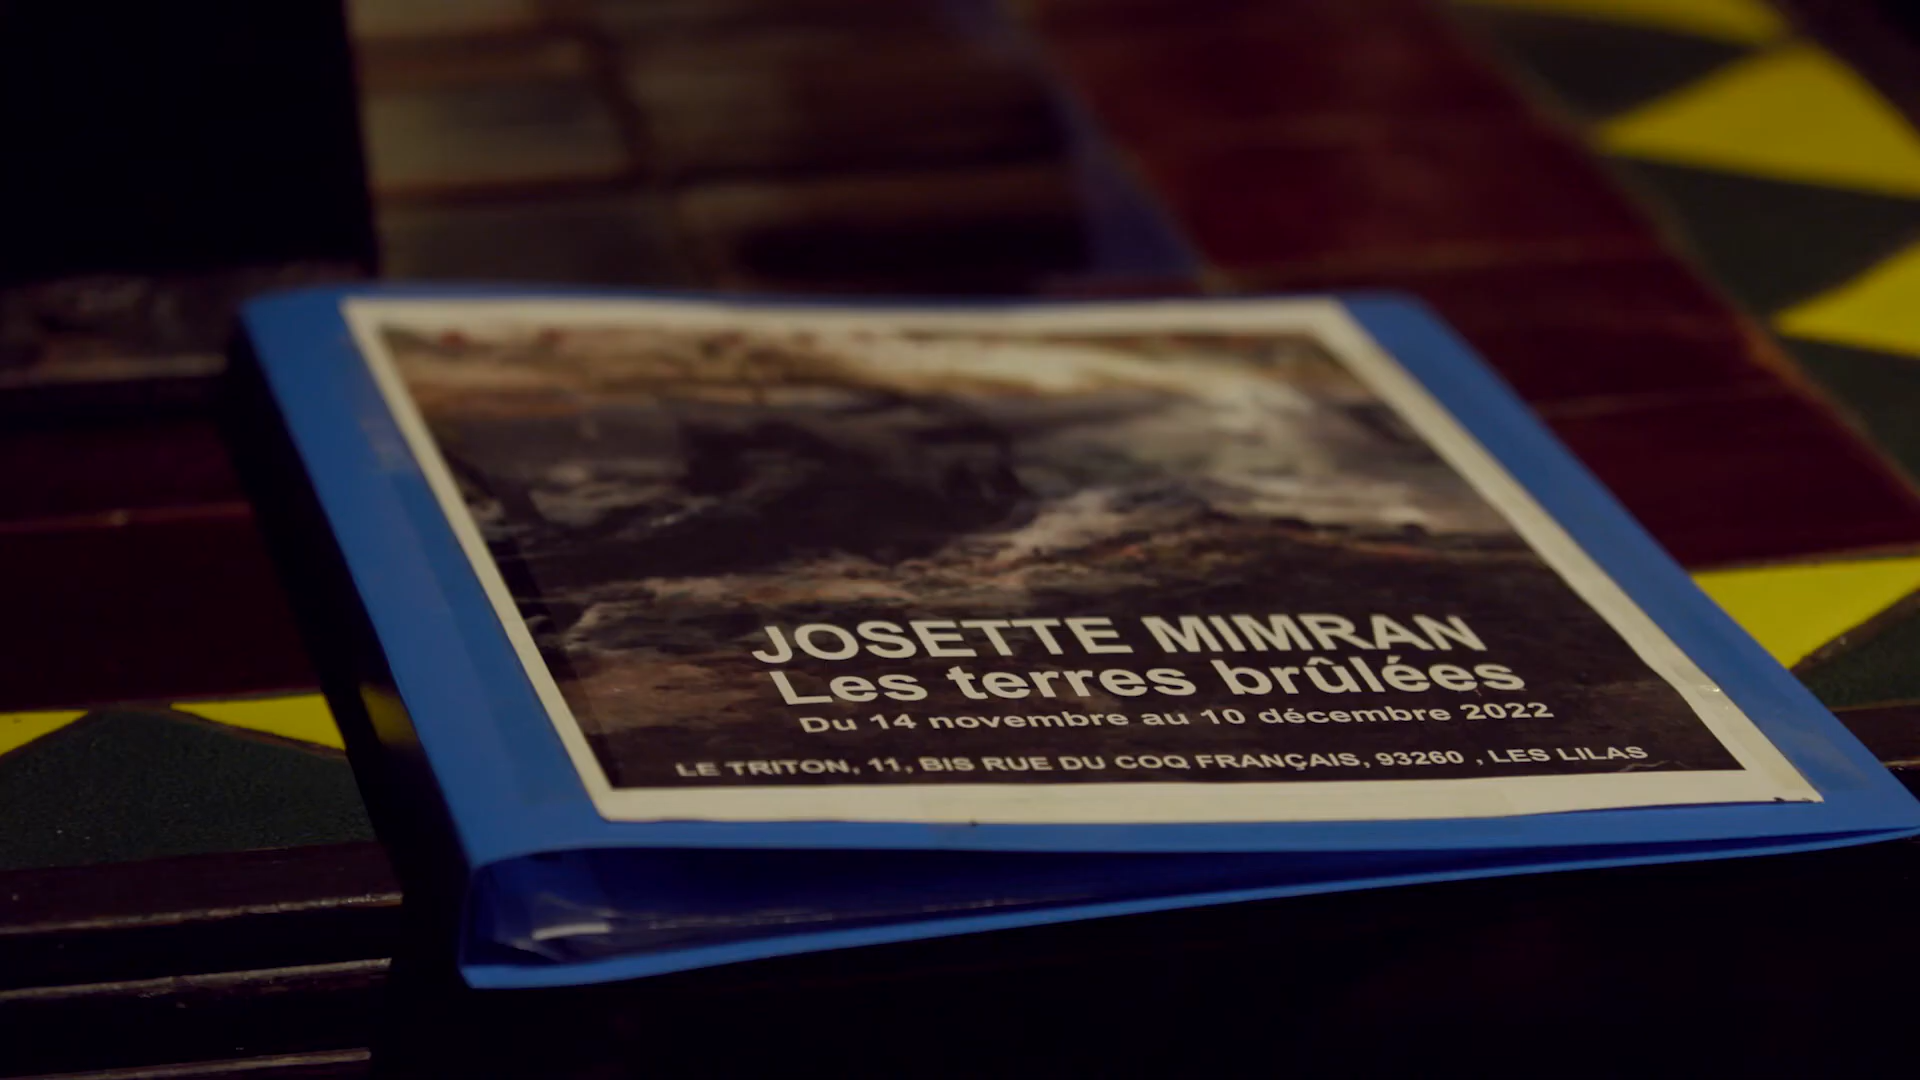 JOSETTE MIMRAN
Les terres brûlées
Du 14 novembre au 10 décembre 2022
LE TRITON, 11, BIS RUE DU COQ FRANÇAIS, 93260 , LES LILAS